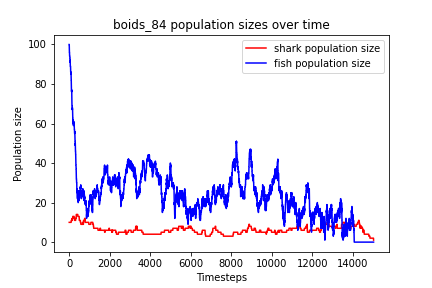 boids_84 population sizes over time
shark population size
fish population size
Population size
100
80
60
40
20
0
0 2000 4000 6000 8000 10000 12000 14000
Timesteps